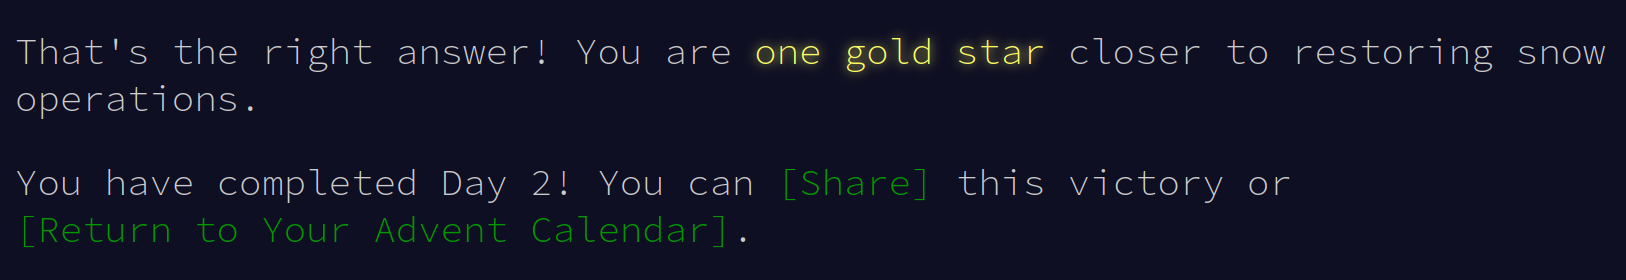 That's the right answer! You are one gold star closer to restoring snow
operations.
You have completed Day 2! You can [Share] this victory or
[Return to Your Advent Calendar].